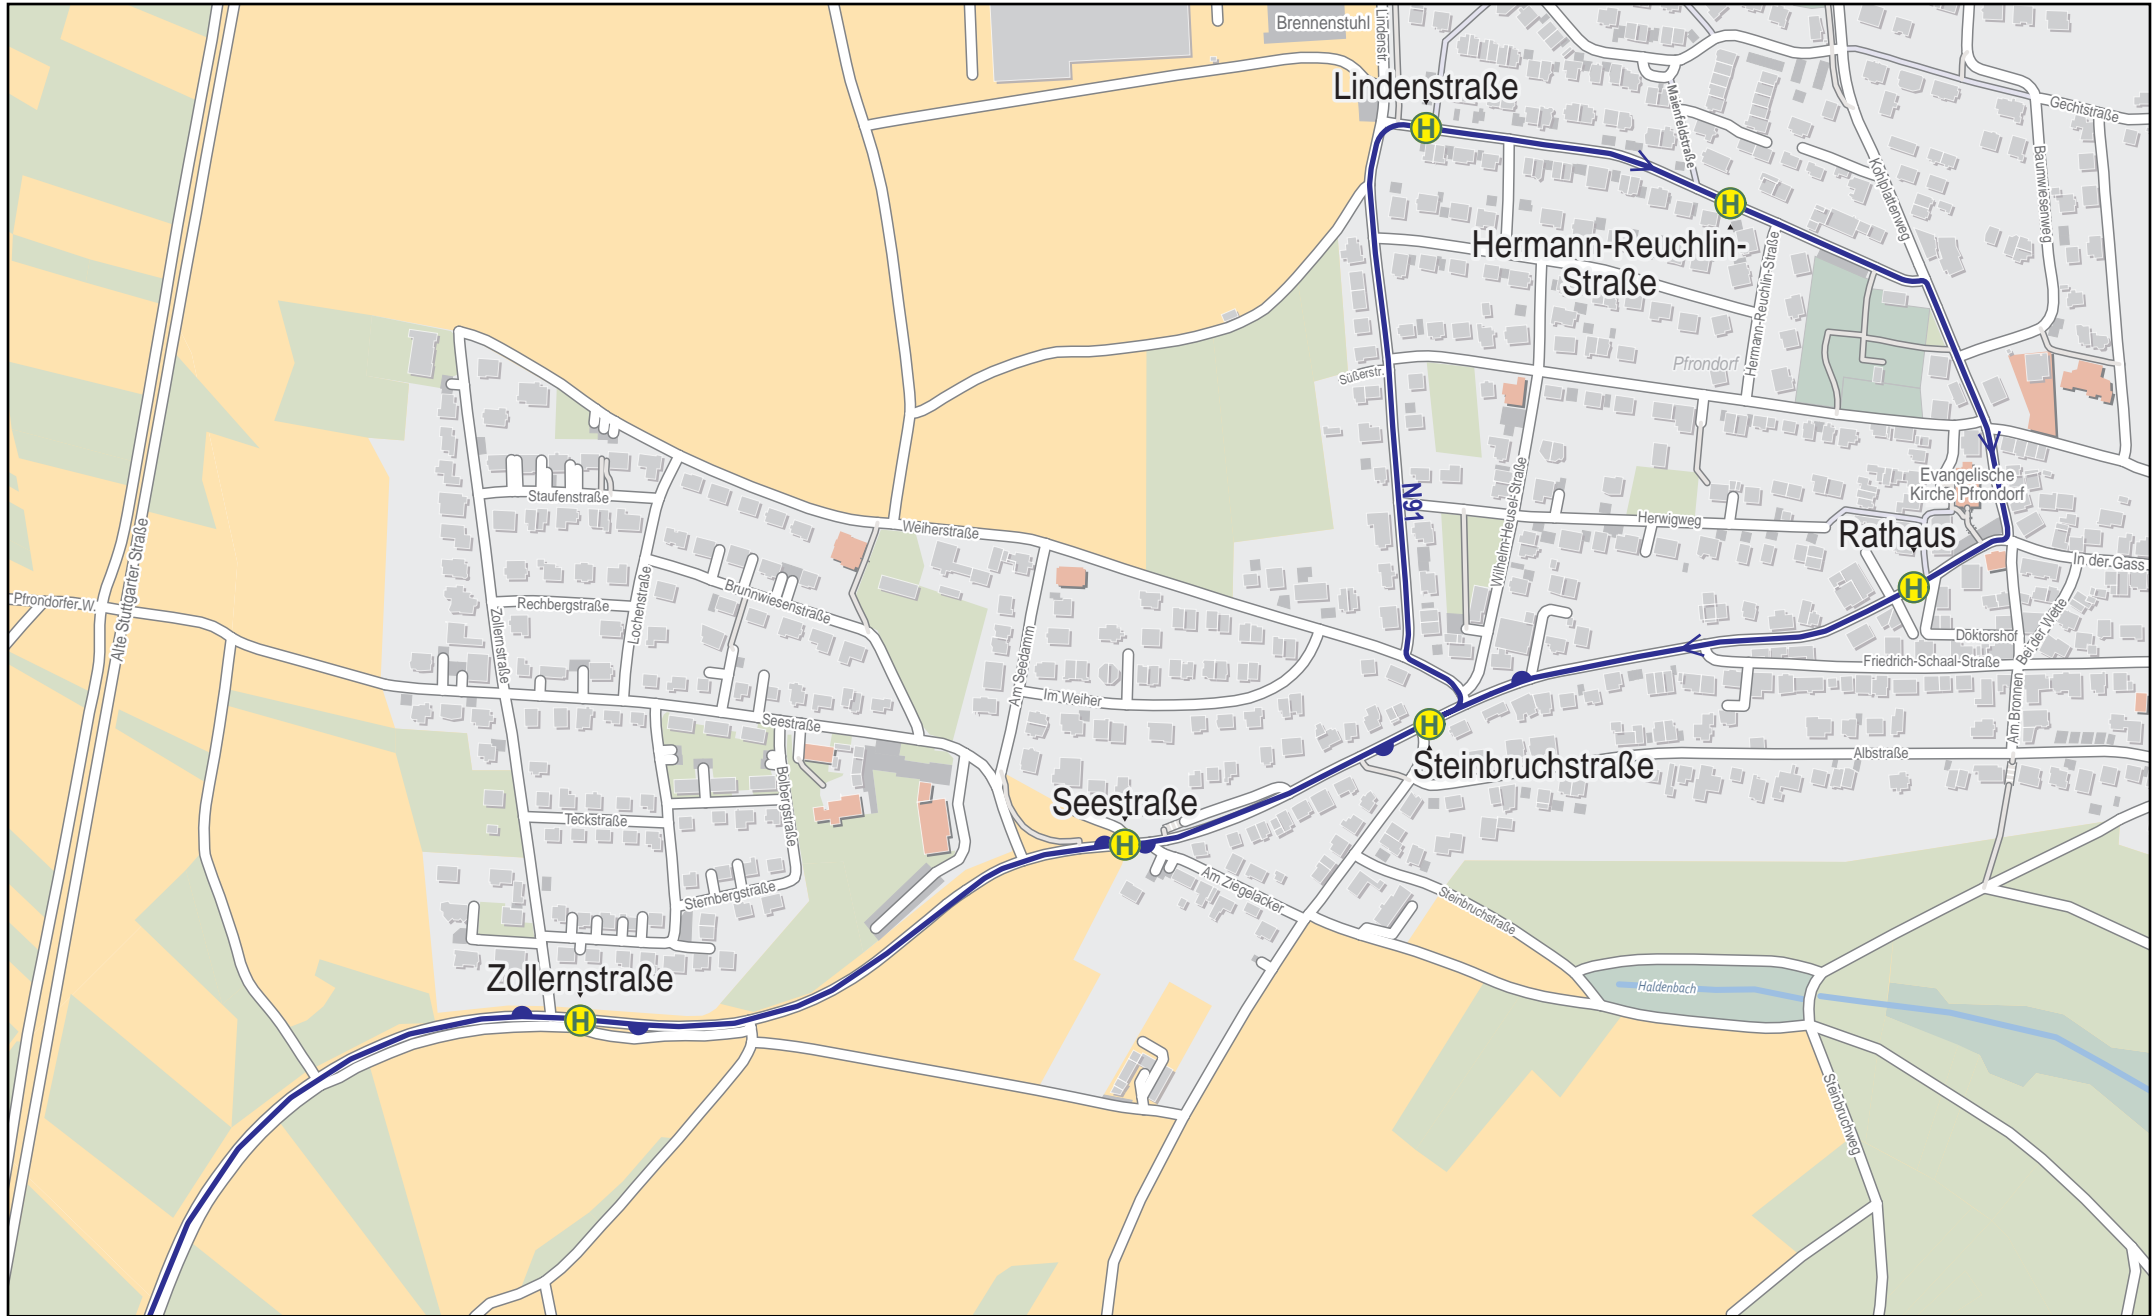 Brennenstuhl
Lindenstr.
Lindenstraße
H
Maienfeldstraße
Gechtstraße
Kohlplattenweg
Baumwiesenweg
H
Hermann-Reuchlin-
Straße
Hermann-Reuchlin-Straße
Pfrondorf
Süßerstr.
Evangelische
Kirche Pfrondorf
N91
Wilhelm-Heusel-Straße
Herwigweg
Rathaus
H
In der Gass
Bei der Wette
Doktorshof
Friedrich-Schaal-Straße
Am Bronnen
Albstraße
Staufenstraße
Weiherstraße
Alte Stuttgarter Straße
Pfrondorfer W.
Zollernstraße
Rechbergstraße
Lochenstraße
Brunnwiesenstraße
Am Seedamm
Im Weiher
Seestraße
Bolbergstraße
Teckstraße
Sternbergstraße
H
Steinbruchstraße
Seestraße
H
Am Ziegelacker
Steinbruchstraße
Zollernstraße
H
Haldenbach
Steinbruchweg